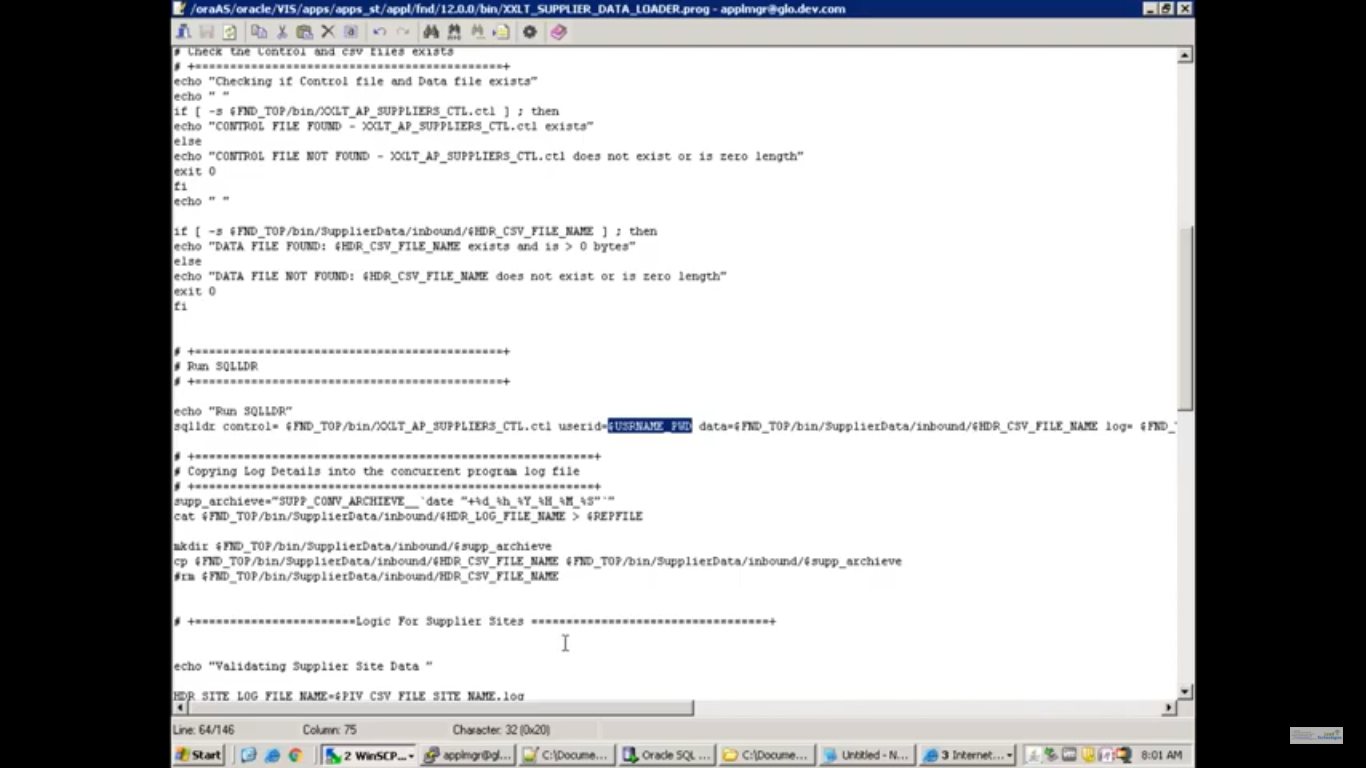 /oraAS/oracle/VIS/apps/apps_st/appl/fnd/12.0.0/bin/XXLT_SUPPLIER_DATA_LOADER.prog - applmgr@glo.dev.com
# Check the Control and csv files exists
# +============================================+
echo "Checking if Control file and Data file exists"
echo " "
if [ -s $FND_TOP/bin/XXLT_AP_SUPPLIERS_CTL.ctl ] ; then
echo "CONTROL FILE FOUND - XXLT_AP_SUPPLIERS_CTL.ctl exists"
else
echo "CONTROL FILE NOT FOUND - XXLT_AP_SUPPLIERS_CTL.ctl does not exist or is zero length"
exit 0
fi
echo " "
if [ -s $FND_TOP/bin/SupplierData/inbound/$HDR_CSV_FILE_NAME ] ; then
echo "DATA FILE FOUND: $HDR_CSV_FILE_NAME exists and is > 0 bytes"
else
echo "DATA FILE NOT FOUND: $HDR_CSV_FILE_NAME does not exist or is zero length"
exit 0
fi
# +============================================+
# Run SQLLDR
# +============================================+
echo "Run SQLLDR"
sqlldr control= $FND_TOP/bin/XXLT_AP_SUPPLIERS_CTL.ctl userid=$USRNAME_PWD data=$FND_TOP/bin/SupplierData/inbound/$HDR_CSV_FILE_NAME log= $FND_
# +=========================================================+
# Copying Log Details into the concurrent program log file
# +=========================================================+
supp_archieve="SUPP_CONV_ARCHIEVE__`date "+%d_%h_%Y_%H_%M_%S"`"
cat $FND_TOP/bin/SupplierData/inbound/$HDR_LOG_FILE_NAME > $REPFILE
mkdir $FND_TOP/bin/SupplierData/inbound/$supp_archieve
cp $FND_TOP/bin/SupplierData/inbound/$HDR_CSV_FILE_NAME $FND_TOP/bin/SupplierData/inbound/$supp_archieve
#rm $FND_TOP/bin/SupplierData/inbound/HDR_CSV_FILE_NAME
# +=======================Logic For Supplier Sites ==================================+
echo "Validating Supplier Site Data "
HDR_SITE_LOG_FILE_NAME=$PIV_CSV_FILE_SITE_NAME.log
Line: 64/146 Column: 75 Character: 32 (0x20)
Start 2 WinSCP... applmgr@gl... C:\Docume... Oracle SQL ... C:\Docume... Untitled - N... 3 Internet... 8:01 AM